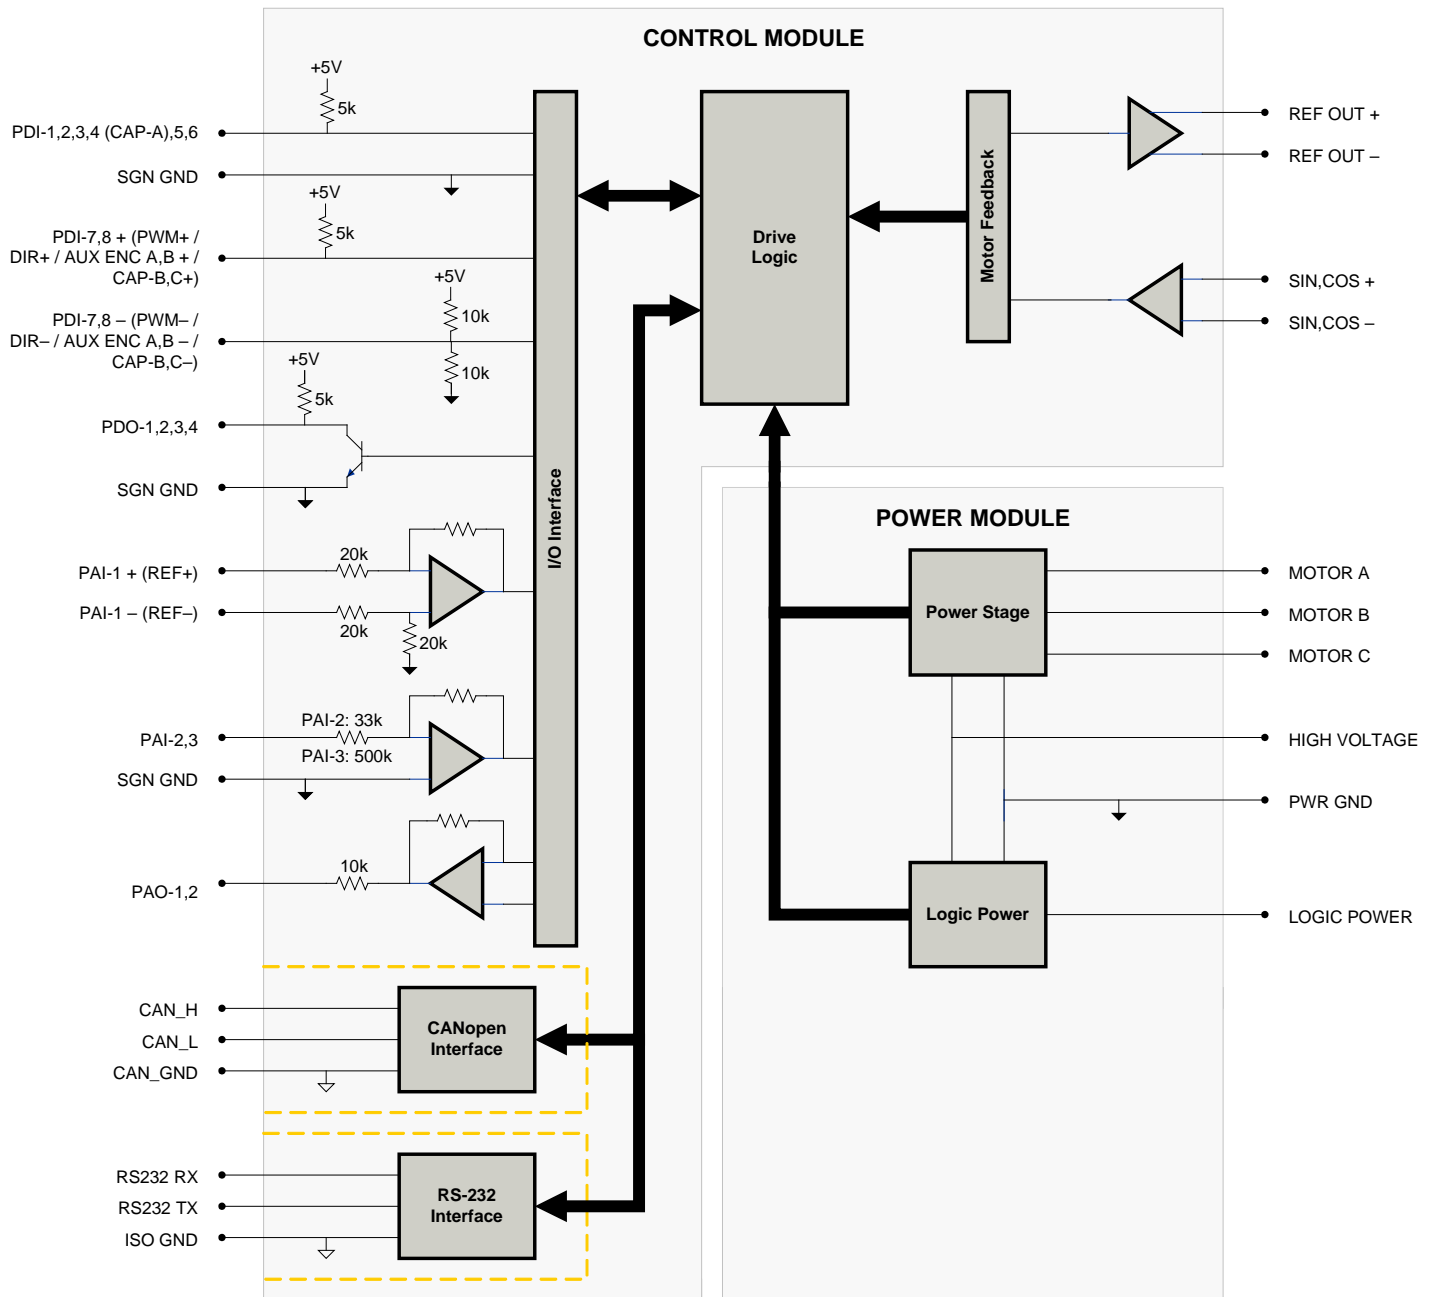 CONTROL MODULE
+5V
5k
PDI-1,2,3,4 (CAP-A),5,6
SGN GND
+5V
5k
PDI-7,8 + (PWM+ /
DIR+ / AUX ENC A,B + /
CAP-B,C+)
+5V
10k
PDI-7,8 – (PWM– /
DIR– / AUX ENC A,B – /
CAP-B,C–)
10k
+5V
5k
PDO-1,2,3,4
SGN GND
20k
PAI-1 + (REF+)
PAI-1 – (REF–)
20k
20k
PAI-2: 33k
PAI-2,3
PAI-3: 500k
SGN GND
10k
PAO-1,2
I/O Interface
CAN_H
CAN_L
CAN_GND
CANopen
Interface
RS232 RX
RS232 TX
ISO GND
RS-232
Interface
Drive
Logic
Motor Feedback
REF OUT +
REF OUT –
SIN,COS +
SIN,COS –
POWER MODULE
Power Stage
MOTOR A
MOTOR B
MOTOR C
HIGH VOLTAGE
PWR GND
Logic Power
LOGIC POWER